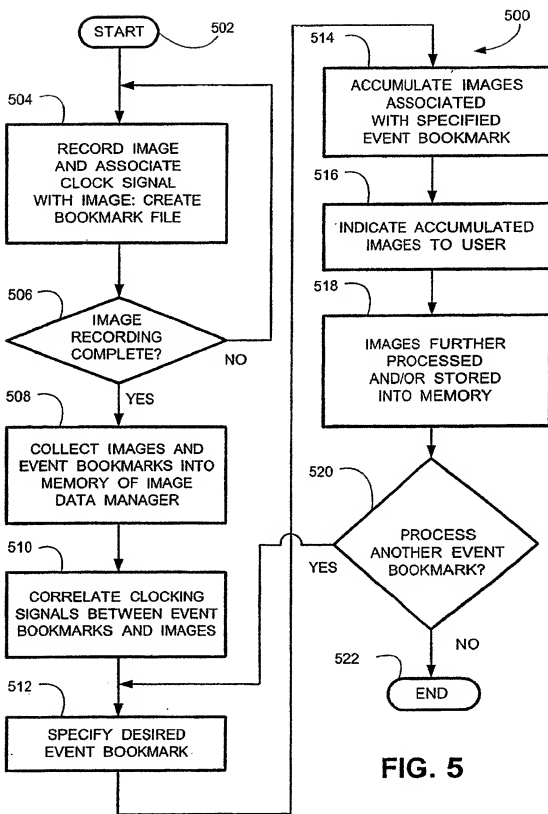 START
502
504
RECORD IMAGE
AND ASSOCIATE
CLOCK SIGNAL
WITH IMAGE: CREATE
BOOKMARK FILE
506
IMAGE
RECORDING
COMPLETE?
NO
YES
508
COLLECT IMAGES AND
EVENT BOOKMARKS INTO
MEMORY OF IMAGE
DATA MANAGER
510
CORRELATE CLOCKING
SIGNALS BETWEEN EVENT
BOOKMARKS AND IMAGES
512
SPECIFY DESIRED
EVENT BOOKMARK
500
514
ACCUMULATE IMAGES
ASSOCIATED
WITH SPECIFIED
EVENT BOOKMARK
516
INDICATE ACCUMULATED
IMAGES TO USER
518
IMAGES FURTHER
PROCESSED
AND/OR STORED
INTO MEMORY
520
PROCESS
ANOTHER EVENT
BOOKMARK?
YES
NO
522
END
FIG. 5